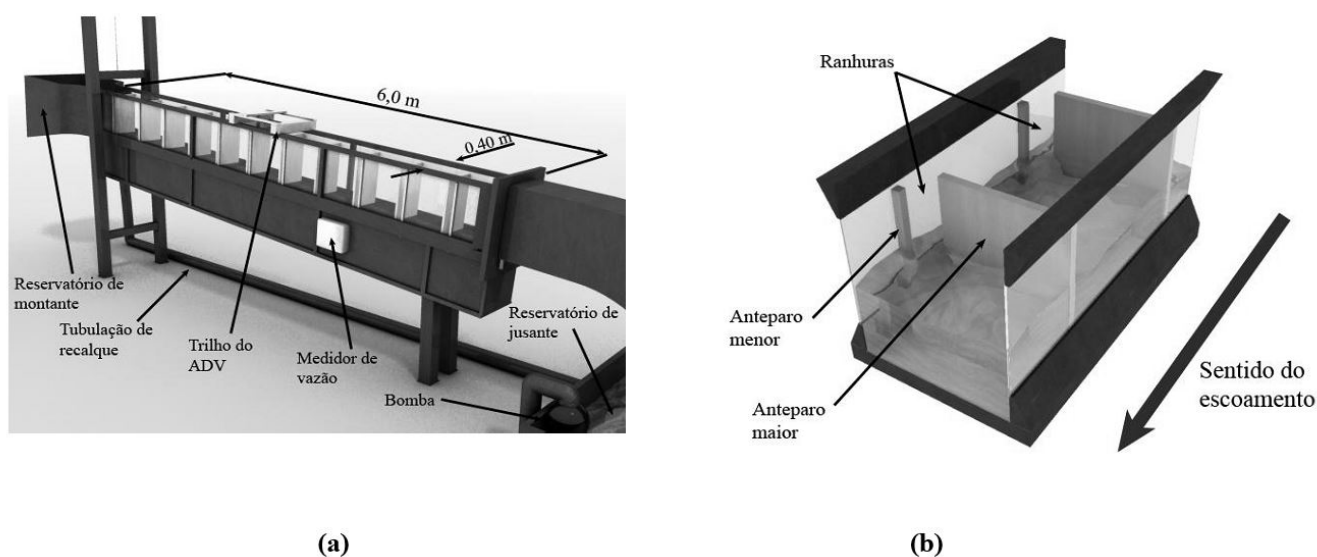 6,0 m
0,40 m
Reservatório de
montante
Tubulação de
recalque
Trilho do
ADV
Medidor de
vazão
Reservatório de
jusante
Bomba
(a)
Ranhuras
Anteparo
menor
Anteparo
maior
Sentido do
escoamento
(b)